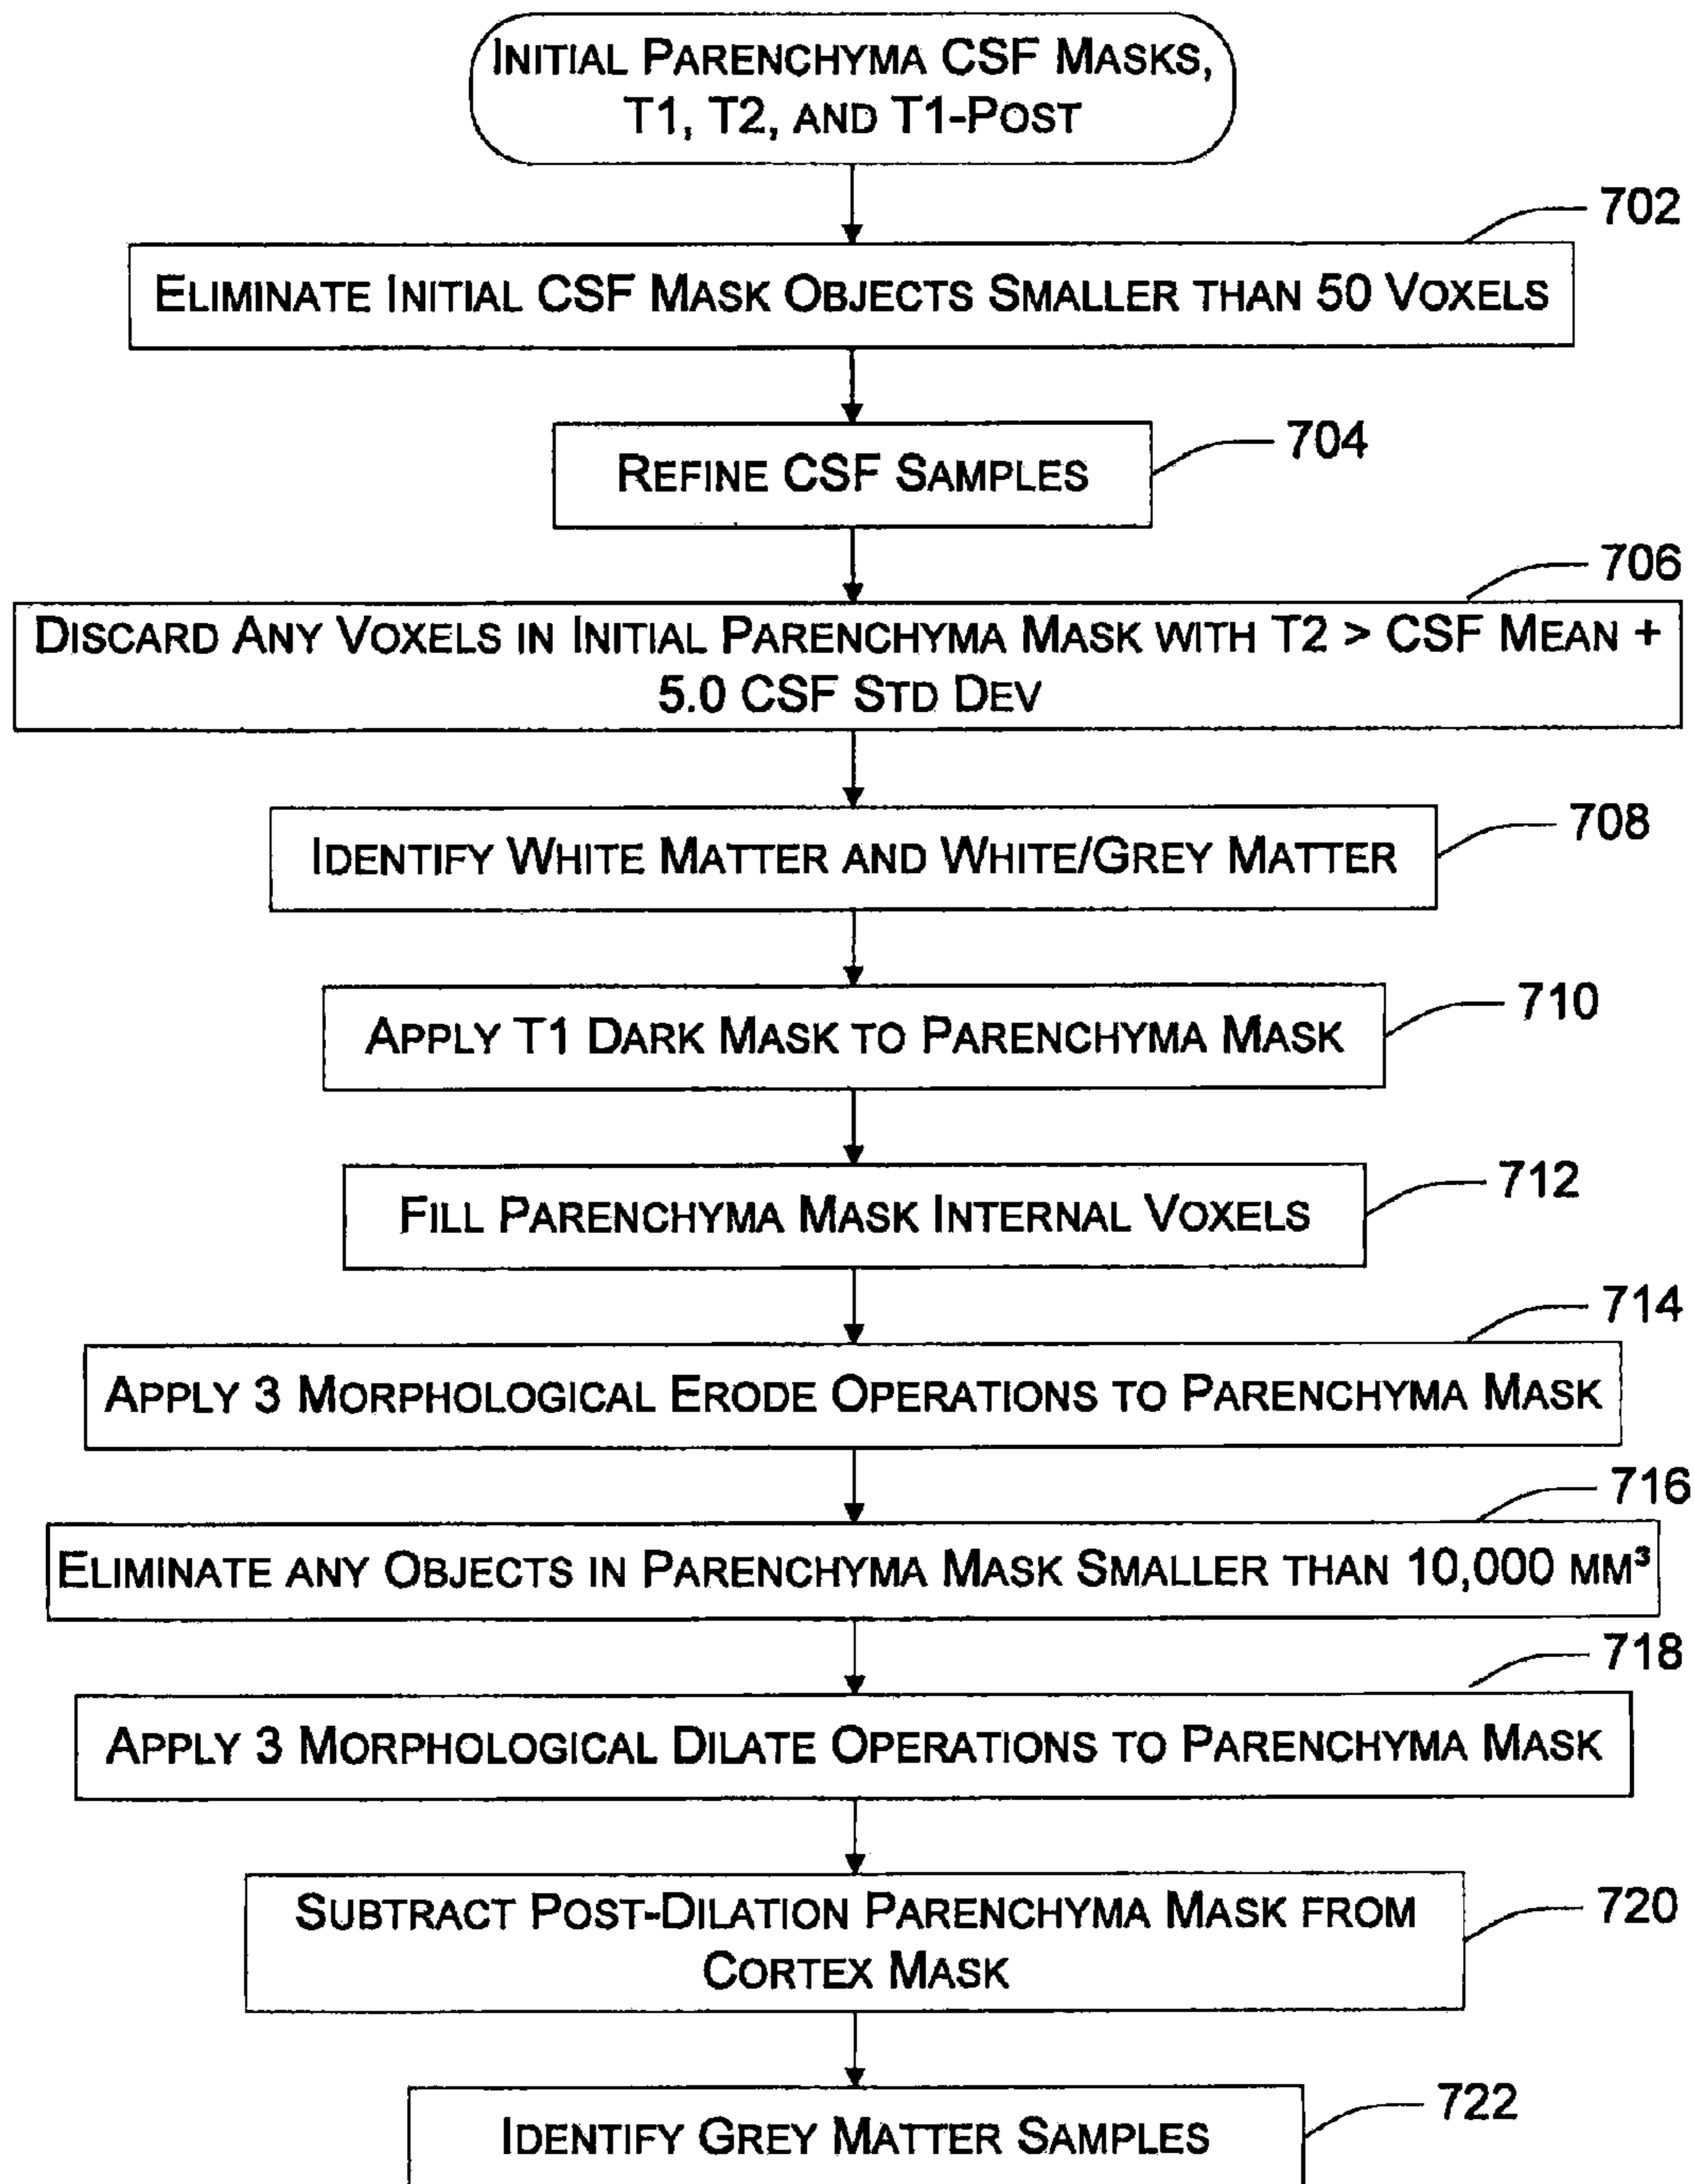 INITIAL PARENCHYMA CSF MASKS,
T1, T2, AND T1-POST
702
ELIMINATE INITIAL CSF MASK OBJECTS SMALLER THAN 50 VOXELS
704
REFINE CSF SAMPLES
706
DISCARD ANY VOXELS IN INITIAL PARENCHYMA MASK WITH T2 > CSF MEAN +
5.0 CSF STD DEV
708
IDENTIFY WHITE MATTER AND WHITE/GREY MATTER
710
APPLY T1 DARK MASK TO PARENCHYMA MASK
712
FILL PARENCHYMA MASK INTERNAL VOXELS
714
APPLY 3 MORPHOLOGICAL ERODE OPERATIONS TO PARENCHYMA MASK
716
ELIMINATE ANY OBJECTS IN PARENCHYMA MASK SMALLER THAN 10,000 MM³
718
APPLY 3 MORPHOLOGICAL DILATE OPERATIONS TO PARENCHYMA MASK
720
SUBTRACT POST-DILATION PARENCHYMA MASK FROM
CORTEX MASK
722
IDENTIFY GREY MATTER SAMPLES